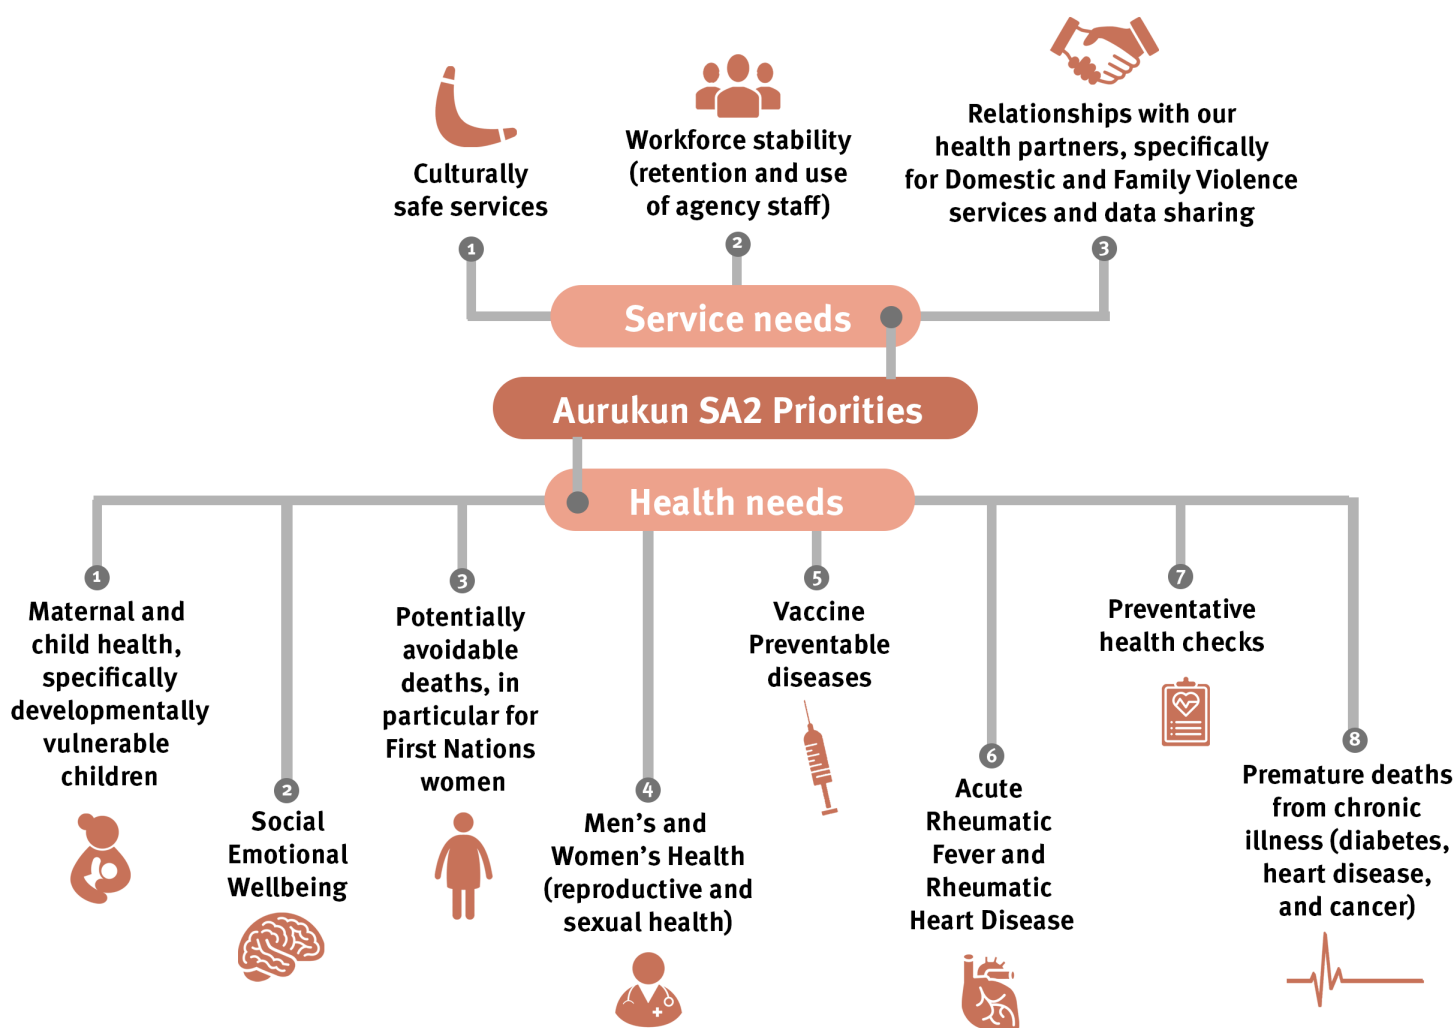 Culturally
safe services
1
Workforce stability
(retention and use
of agency staff)
2
Relationships with our
health partners, specifically
for Domestic and Family Violence
services and data sharing
3
Service needs
Aurukun SA2 Priorities
Health needs
1
Maternal and
child health,
specifically
developmentally
vulnerable
children
2
Social
Emotional
Wellbeing
3
Potentially
avoidable
deaths, in
particular for
First Nations
women
4
Men’s and
Women’s Health
(reproductive and
sexual health)
5
Vaccine
Preventable
diseases
6
Acute
Rheumatic
Fever and
Rheumatic
Heart Disease
7
Preventative
health checks
8
Premature deaths
from chronic
illness (diabetes,
heart disease,
and cancer)